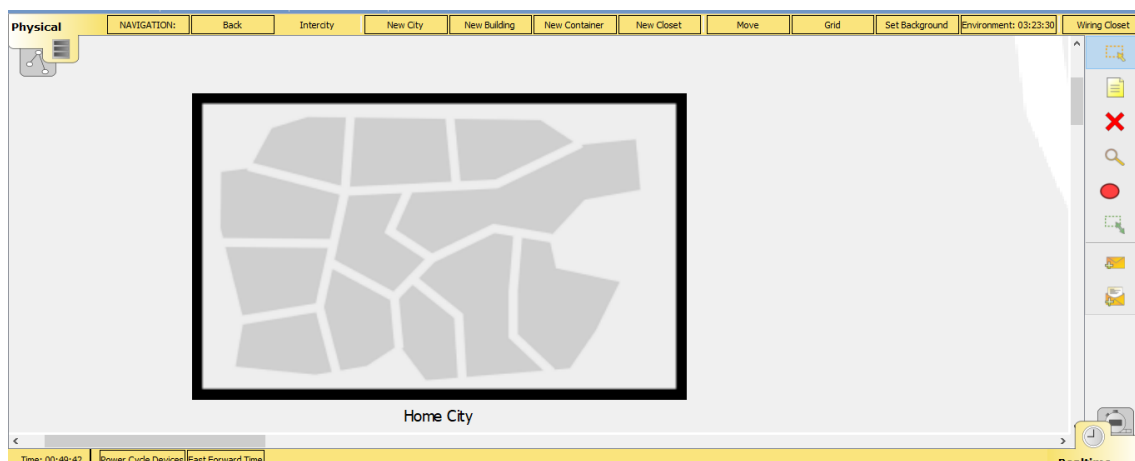 Physical
NAVIGATION: Back Intercity New City New Building New Container New Closet Move Grid Set Background Environment: 03:23:30 Wiring Closet
Home City
Time: 00:49:42 Power Cycle Devices Fast Forward Time
Realtime